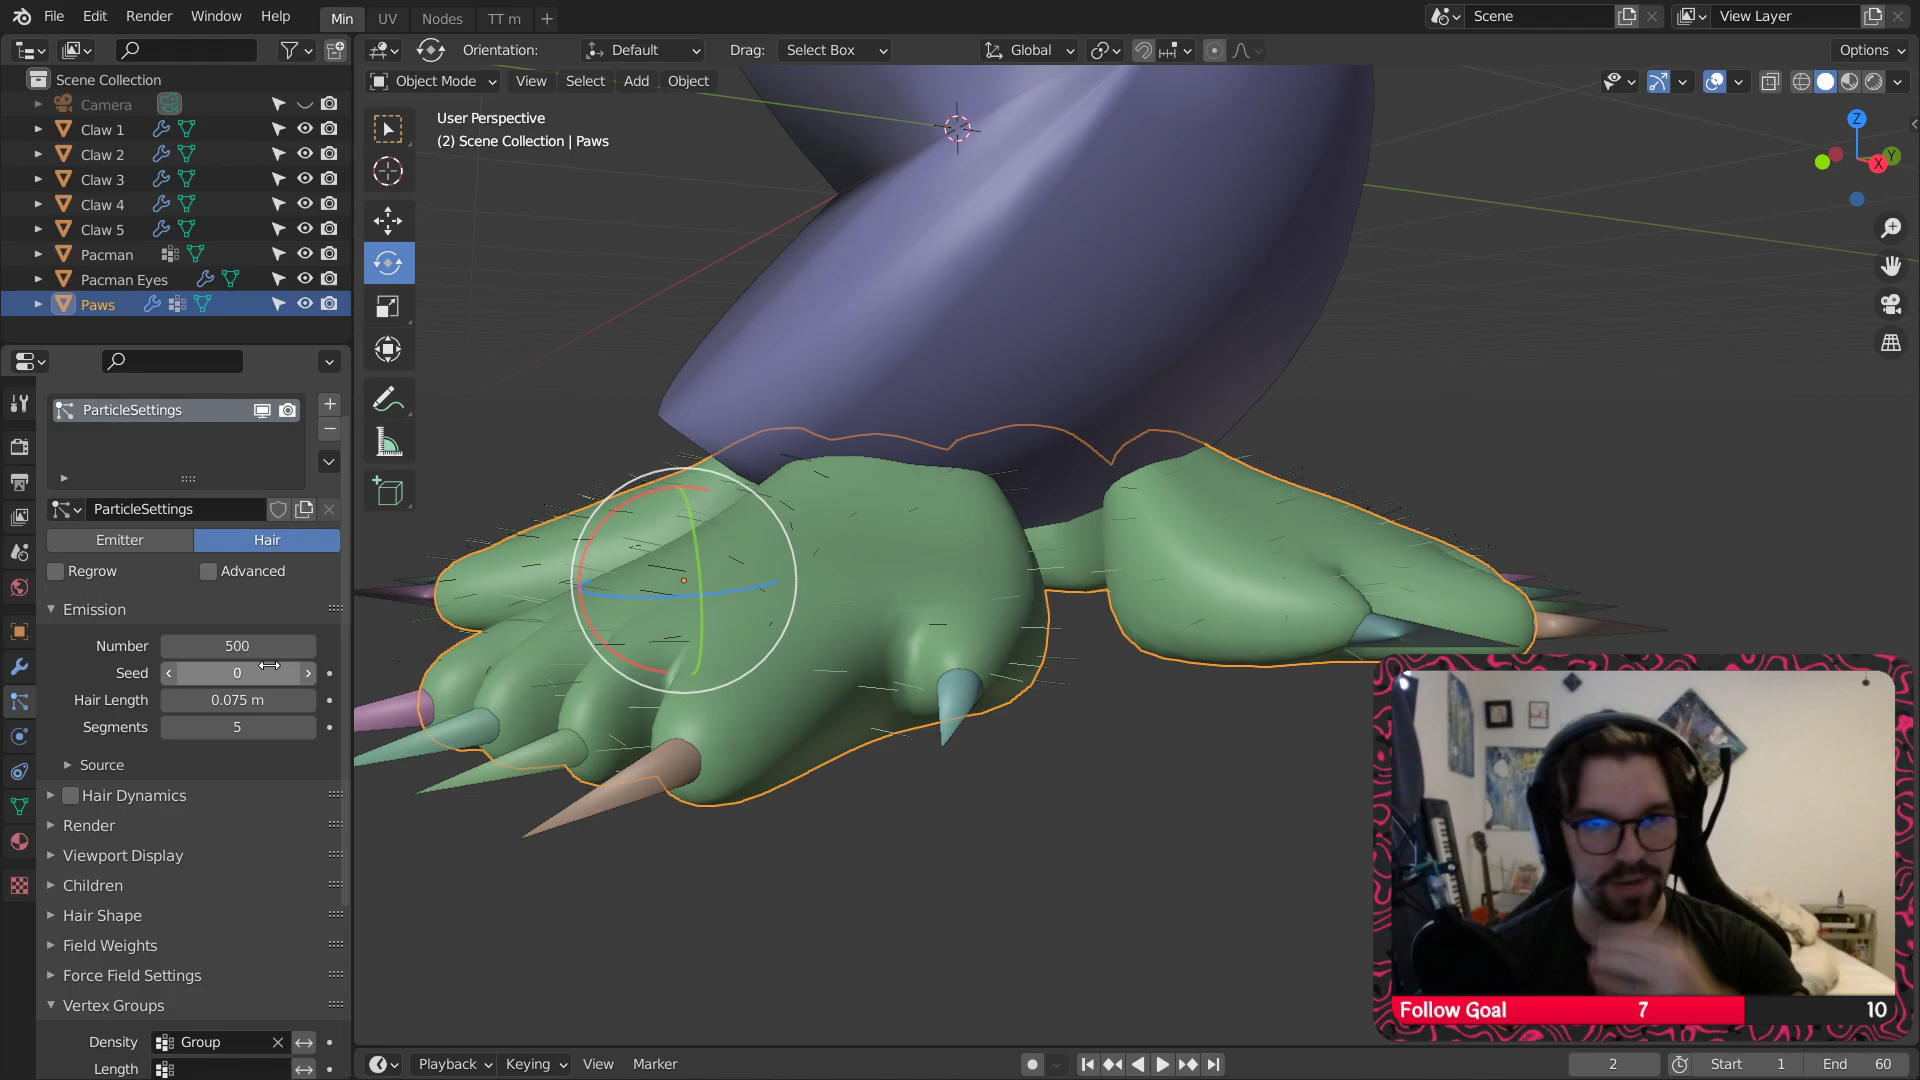 File Edit Render Window Help Min UV Nodes TT m + Scene View Layer
Orientation: Default Drag: Select Box Global Options
Scene Collection
Object Mode View Select Add Object
Camera
Claw 1
Claw 2
Claw 3
Claw 4
Claw 5
Pacman
Pacman Eyes
Paws
User Perspective
(2) Scene Collection | Paws
Z
Y
X
ParticleSettings
ParticleSettings
Emitter Hair
Regrow Advanced
Emission
Number 500
Seed 0
Hair Length 0.075 m
Segments 5
Source
Hair Dynamics
Render
Viewport Display
Children
Hair Shape
Field Weights
Force Field Settings
Vertex Groups
Density Group
Length
Follow Goal 7 10
Playback Keying View Marker 2 Start 1 End 60